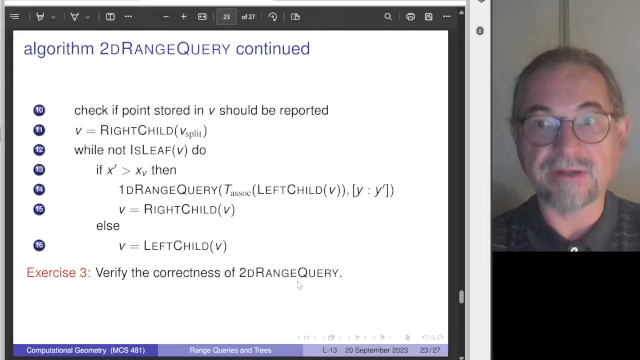 23 of 27
algorithm 2DRANGEQUERY continued
10 check if point stored in v should be reported
11 v = RIGHTCHILD(vsplit)
12 while not ISLEAF(v) do
13 if x′ > xv then
14 1DRANGEQUERY(Tassoc(LEFTCHILD(v)), [y : y′])
15 v = RIGHTCHILD(v)
else
16 v = LEFTCHILD(v)
Exercise 3: Verify the correctness of 2DRANGEQUERY.
Computational Geometry (MCS 481) Range Queries and Trees L-13 20 September 2023 23 / 27